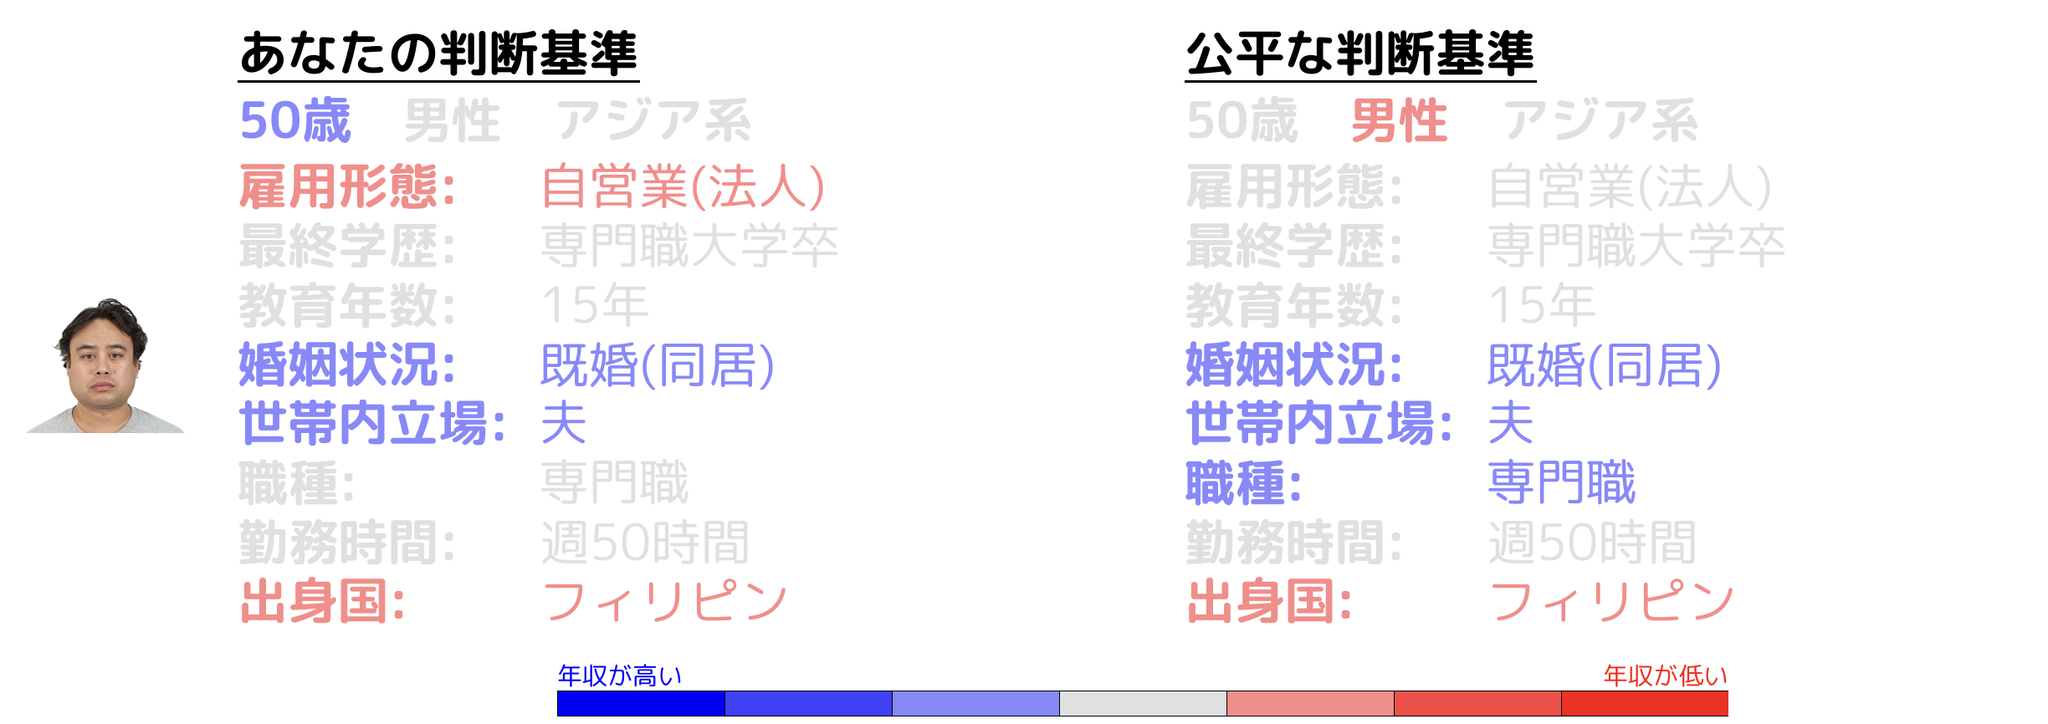 あなたの判断基準
50歳 男性 アジア系
雇用形態: 自営業(法人)
最終学歴: 専門職大学卒
教育年数: 15年
婚姻状況: 既婚(同居)
世帯内立場: 夫
職種: 専門職
勤務時間: 週50時間
出身国: フィリピン
公平な判断基準
50歳 男性 アジア系
雇用形態: 自営業(法人)
最終学歴: 専門職大学卒
教育年数: 15年
婚姻状況: 既婚(同居)
世帯内立場: 夫
職種: 専門職
勤務時間: 週50時間
出身国: フィリピン
年収が高い 年収が低い